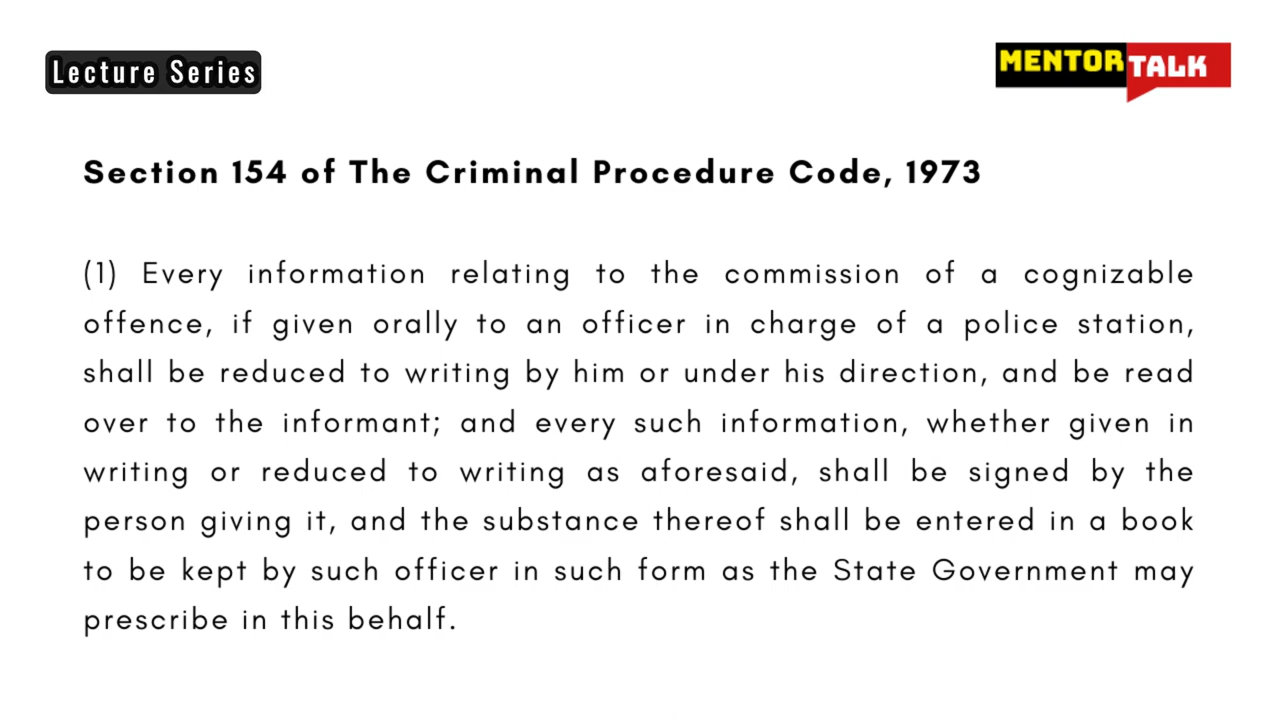 Lecture Series
MENTOR TALK
Section 154 of The Criminal Procedure Code, 1973
(1) Every information relating to the commission of a cognizable
offence, if given orally to an officer in charge of a police station,
shall be reduced to writing by him or under his direction, and be read
over to the informant; and every such information, whether given in
writing or reduced to writing as aforesaid, shall be signed by the
person giving it, and the substance thereof shall be entered in a book
to be kept by such officer in such form as the State Government may
prescribe in this behalf.